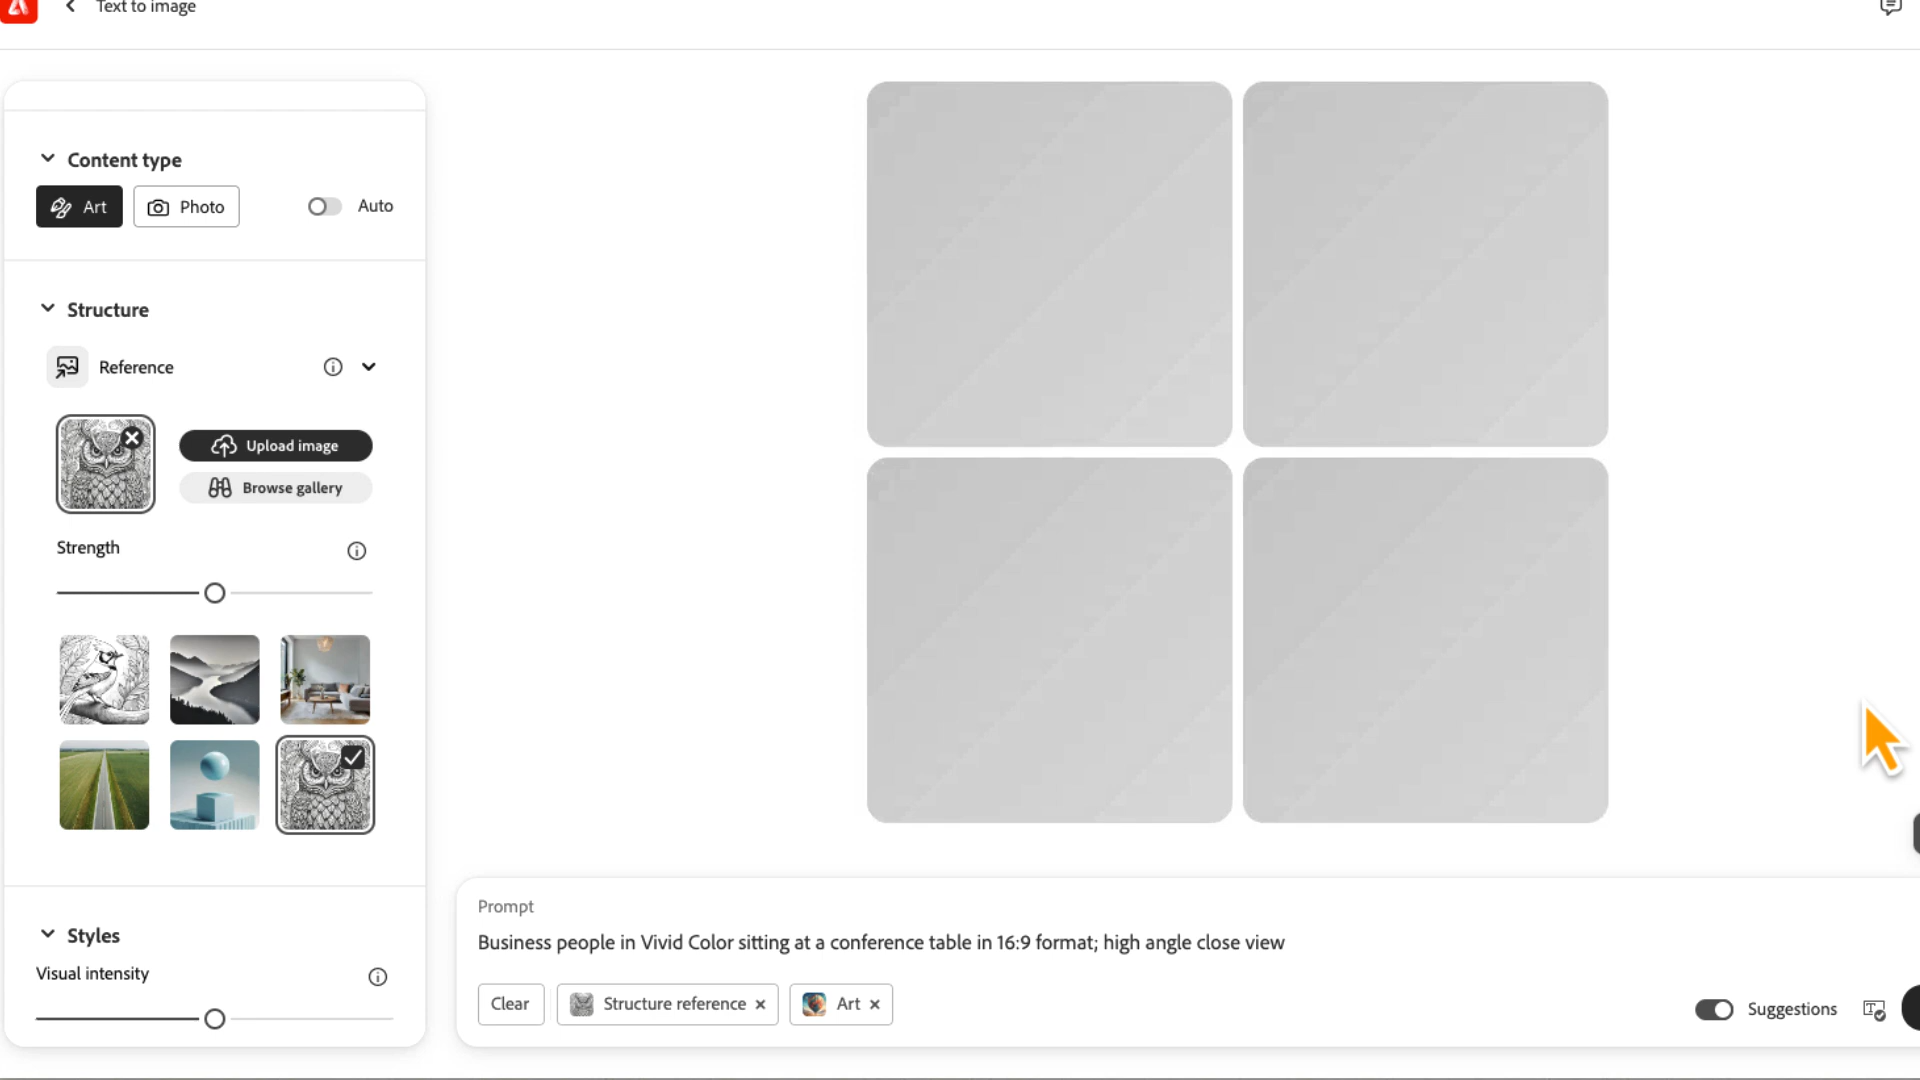 Text to image
Content type
Art
Photo
Auto
Structure
Reference
Upload image
Browse gallery
Strength
Styles
Visual intensity
Prompt
Business people in Vivid Color sitting at a conference table in 16:9 format; high angle close view
Clear
Structure reference
Art
Suggestions